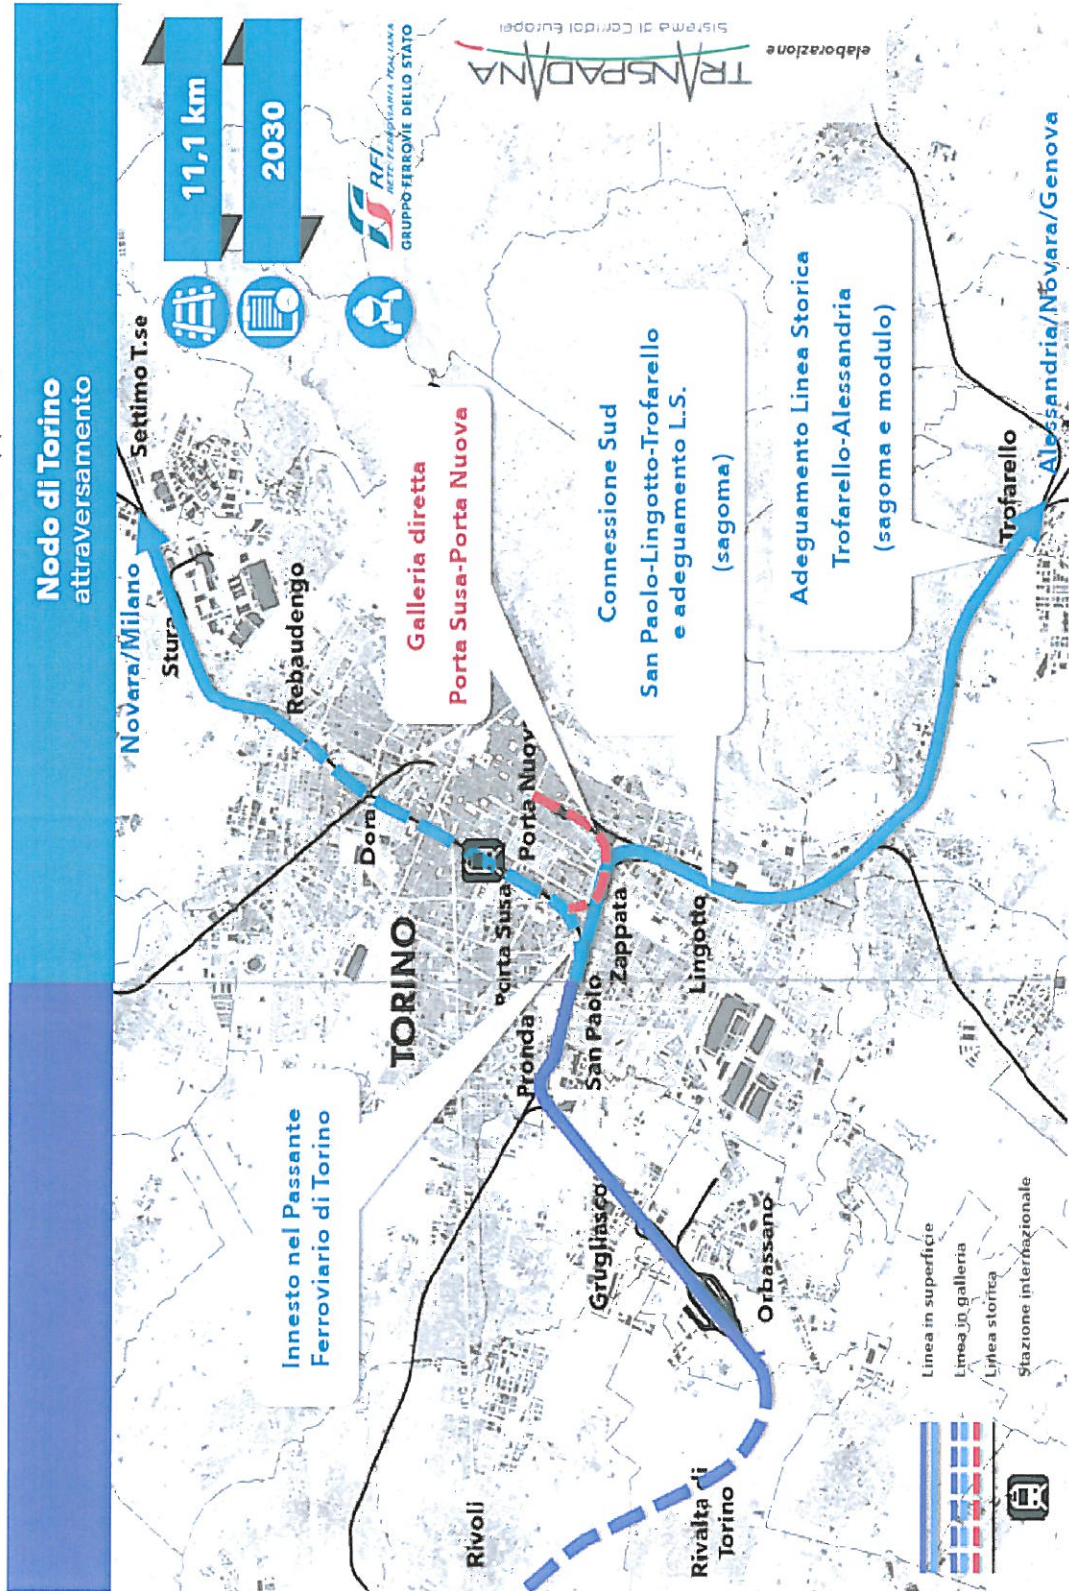 Nodo di Torino
attraversamento
11,1 km
2030
RFI
RETE FERROVIARIA ITALIANA
GRUPPO FERROVIE DELLO STATO
TRANSPADANA
Sistema di Corridoi Europei
elaborazione
Novara/Milano
Settimo T.se
Stura
Rebaudengo
Dora
Porta Susa
Porta Nuov
TORINO
Innesto nel Passante
Ferroviario di Torino
Galleria diretta
Porta Susa-Porta Nuova
Connessione Sud
San Paolo-Lingotto-Trofarello
e adeguamento L.S.
(sagoma)
Adeguamento Linea Storica
Trofarello-Alessandria
(sagoma e modulo)
Pronda
San Paolo
Zappata
Lingotto
Grugliasco
Orbassano
Rivoli
Rivalta di
Torino
Trofarello
Alessandria/Novara/Genova
Linea in superficie
Linea in galleria
Linea storica
Stazione internazionale